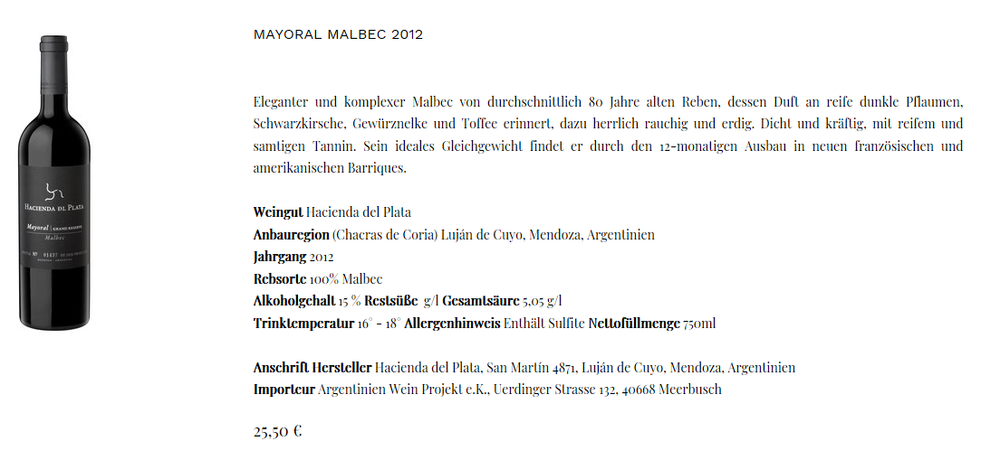 MAYORAL MALBEC 2012
Eleganter und komplexer Malbec von durchschnittlich 80 Jahre alten Reben, dessen Duft an reife dunkle Pflaumen,
Schwarzkirsche, Gewürznelke und Toffee erinnert, dazu herrlich rauchig und erdig. Dicht und kräftig, mit reifem und
samtigen Tannin. Sein ideales Gleichgewicht findet er durch den 12-monatigen Ausbau in neuen französischen und
amerikanischen Barriques.
Weingut Hacienda del Plata
Anbauregion (Chacras de Coria) Luján de Cuyo, Mendoza, Argentinien
Jahrgang 2012
Rebsorte 100% Malbec
Alkoholgehalt 15 % Restsüße g/l Gesamtsäure 5,05 g/l
Trinktemperatur 16° - 18° Allergenhinweis Enthält Sulfite Nettofüllmenge 750ml
Anschrift Hersteller Hacienda del Plata, San Martín 4871, Luján de Cuyo, Mendoza, Argentinien
Importeur Argentinien Wein Projekt e.K., Uerdinger Strasse 132, 40668 Meerbusch
25,50 €
HACIENDA DL PLATA
Mayoral GRAN RESERVE
Malbec
Nº 01437